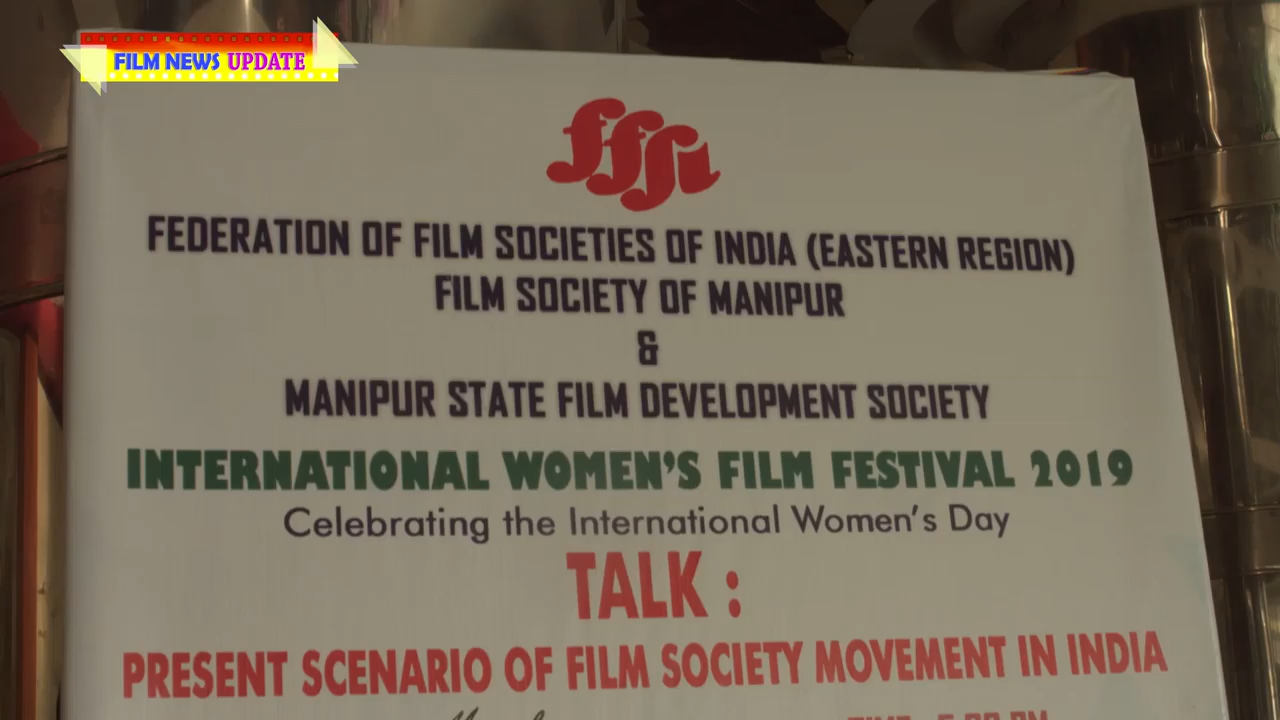 FILM NEWS UPDATE
ffsi
FEDERATION OF FILM SOCIETIES OF INDIA (EASTERN REGION)
FILM SOCIETY OF MANIPUR
&
MANIPUR STATE FILM DEVELOPMENT SOCIETY
INTERNATIONAL WOMEN'S FILM FESTIVAL 2019
Celebrating the International Women's Day
TALK :
PRESENT SCENARIO OF FILM SOCIETY MOVEMENT IN INDIA